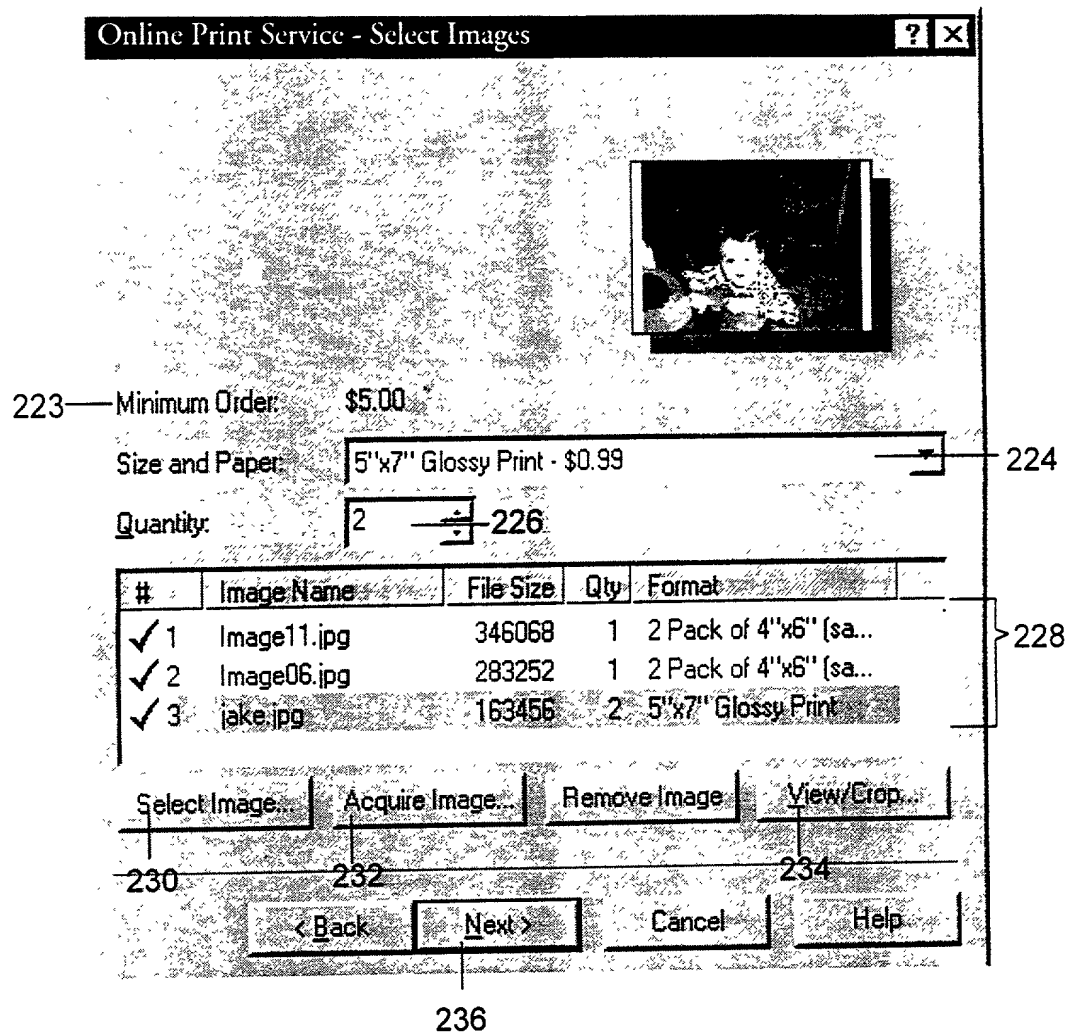 Online Print Service - Select Images ? ×
223 Minimum Order: $5.00
Size and Paper: 5"x7" Glossy Print - $0.99 224
Quantity: 2 226
# Image Name File Size Qty Format
✓ 1 Image11.jpg 346068 1 2 Pack of 4"x6" (sa...
228
✓ 2 Image06.jpg 283252 1 2 Pack of 4"x6" (sa...
✓ 3 jake.jpg 163456 2 5"x7" Glossy Print
Select Image... Acquire Image... Remove Image View/Crop...
230 232 234
< Back Next > Cancel Help
236